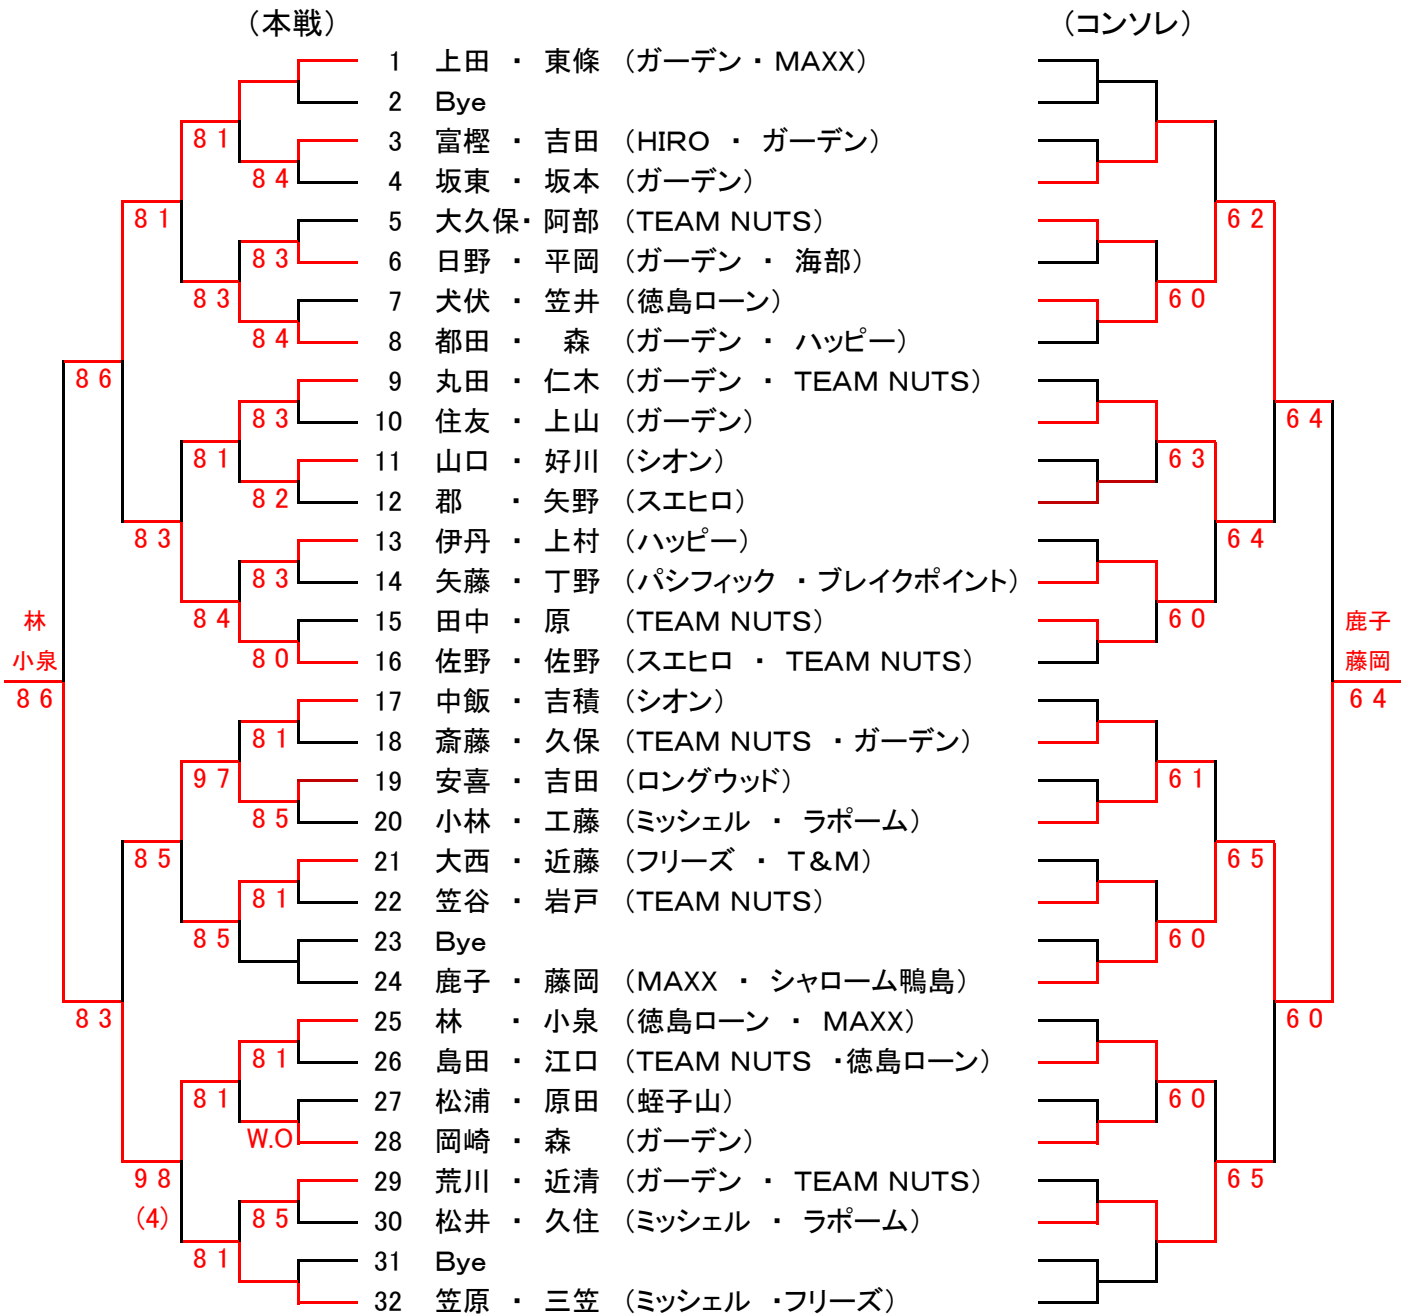 （本戦）　（コンソレ）
1 上田 ・ 東條 （ガーデン ・ MAXX）
2 Bye
8 1
3 富樫 ・ 吉田 （HIRO ・ ガーデン）
8 4 4 坂東 ・ 坂本 （ガーデン）
8 1 5 大久保・ 阿部 （TEAM NUTS） 6 2
8 3 6 日野 ・ 平岡 （ガーデン ・ 海部）
8 3 7 犬伏 ・ 笠井 （徳島ローン） 6 0
8 4 8 都田 ・ 森 （ガーデン ・ ハッピー）
8 6 9 丸田 ・ 仁木 （ガーデン ・ TEAM NUTS）
8 3 10 住友 ・ 上山 （ガーデン） 6 4
8 1 11 山口 ・ 好川 （シオン） 6 3
8 2 12 郡 ・ 矢野 （スエヒロ）
8 3 13 伊丹 ・ 上村 （ハッピー） 6 4
8 3 14 矢藤 ・ 丁野 （パシフィック ・ブレイクポイント）
林 8 4 15 田中 ・ 原 （TEAM NUTS） 6 0 鹿子
小泉 8 0 16 佐野 ・ 佐野 （スエヒロ ・ TEAM NUTS） 藤岡
8 6 17 中飯 ・ 吉積 （シオン） 6 4
8 1 18 斎藤 ・ 久保 （TEAM NUTS ・ガーデン）
9 7 19 安喜 ・ 吉田 （ロングウッド） 6 1
8 5 20 小林 ・ 工藤 （ミッシェル ・ ラポーム）
8 5 21 大西 ・ 近藤 （フリーズ ・ T＆M） 6 5
8 1 22 笠谷 ・ 岩戸 （TEAM NUTS）
8 5 23 Bye 6 0
24 鹿子 ・ 藤岡 （MAXX ・ シャローム鴨島）
8 3 25 林 ・ 小泉 （徳島ローン ・ MAXX） 6 0
8 1 26 島田 ・ 江口 （TEAM NUTS ・徳島ローン）
8 1 27 松浦 ・ 原田 （蛭子山） 6 0
W.O 28 岡崎 ・ 森 （ガーデン）
9 8 29 荒川 ・ 近清 （ガーデン ・ TEAM NUTS） 6 5
(4) 8 5 30 松井 ・ 久住 （ミッシェル ・ ラポーム）
8 1 31 Bye
32 笠原 ・ 三笠 （ミッシェル ・フリーズ）